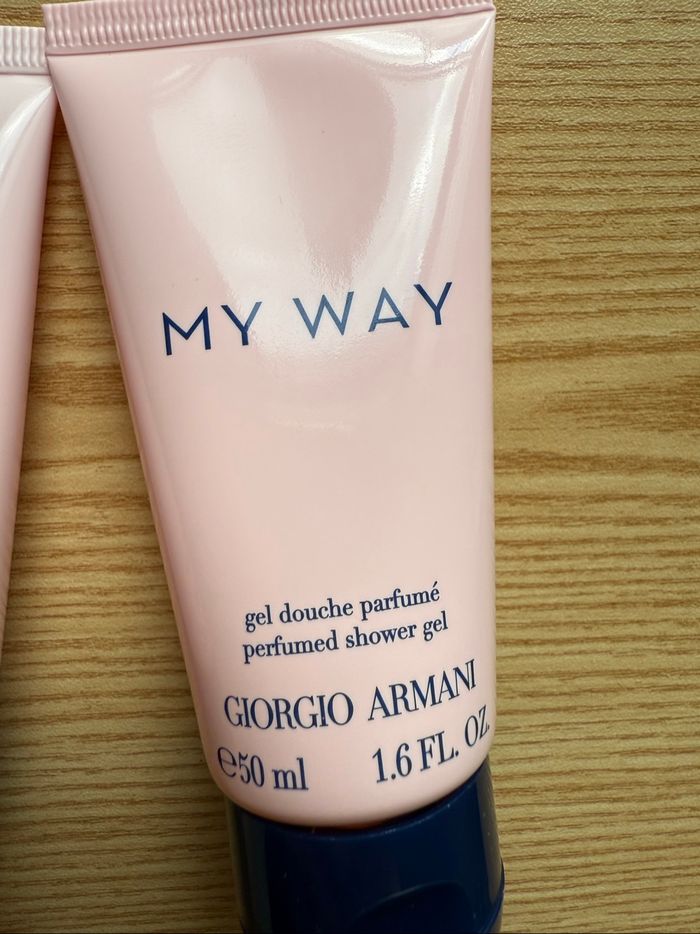 MY WAY
gel douche parfumé
perfumed shower gel
GIORGIO ARMANI
℮50 ml 1.6 FL. OZ.